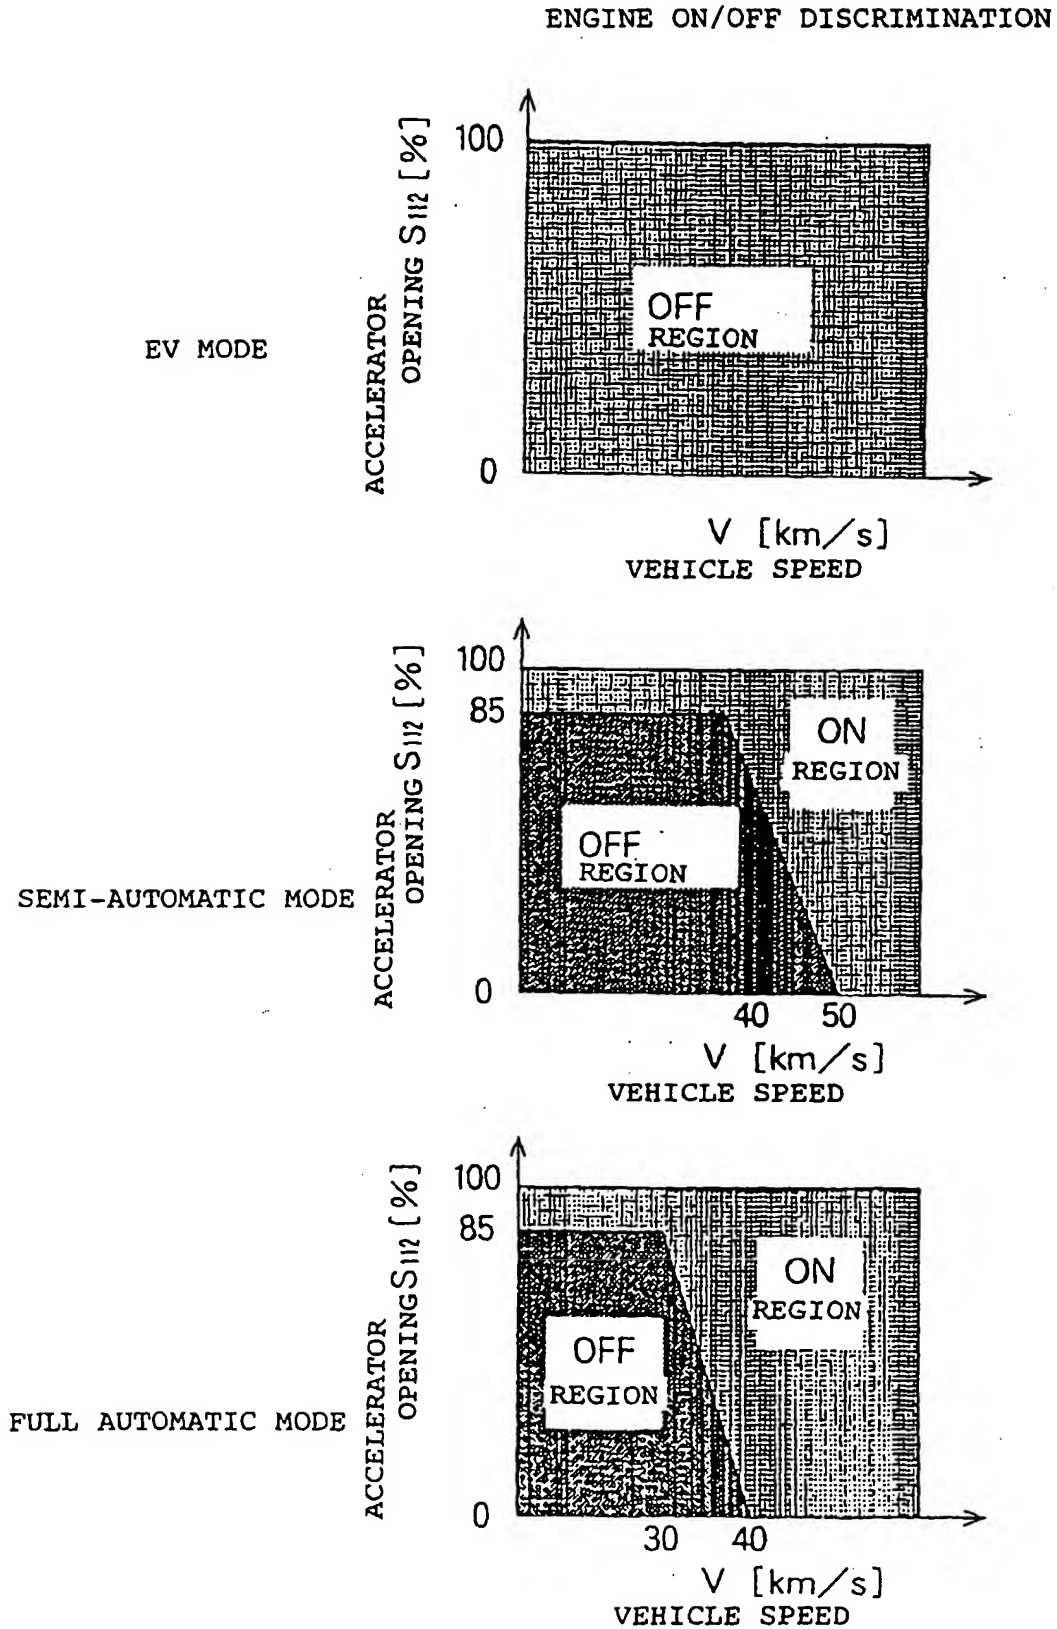 ENGINE ON/OFF DISCRIMINATION
EV MODE
ACCELERATOR
OPENING S112 [%]
100
0
OFF
REGION
V [km/s]
VEHICLE SPEED
SEMI-AUTOMATIC MODE
ACCELERATOR
OPENING S112 [%]
100
85
0
OFF
REGION
ON
REGION
40 50
V [km/s]
VEHICLE SPEED
FULL AUTOMATIC MODE
ACCELERATOR
OPENING S112 [%]
100
85
0
OFF
REGION
ON
REGION
30 40
V [km/s]
VEHICLE SPEED